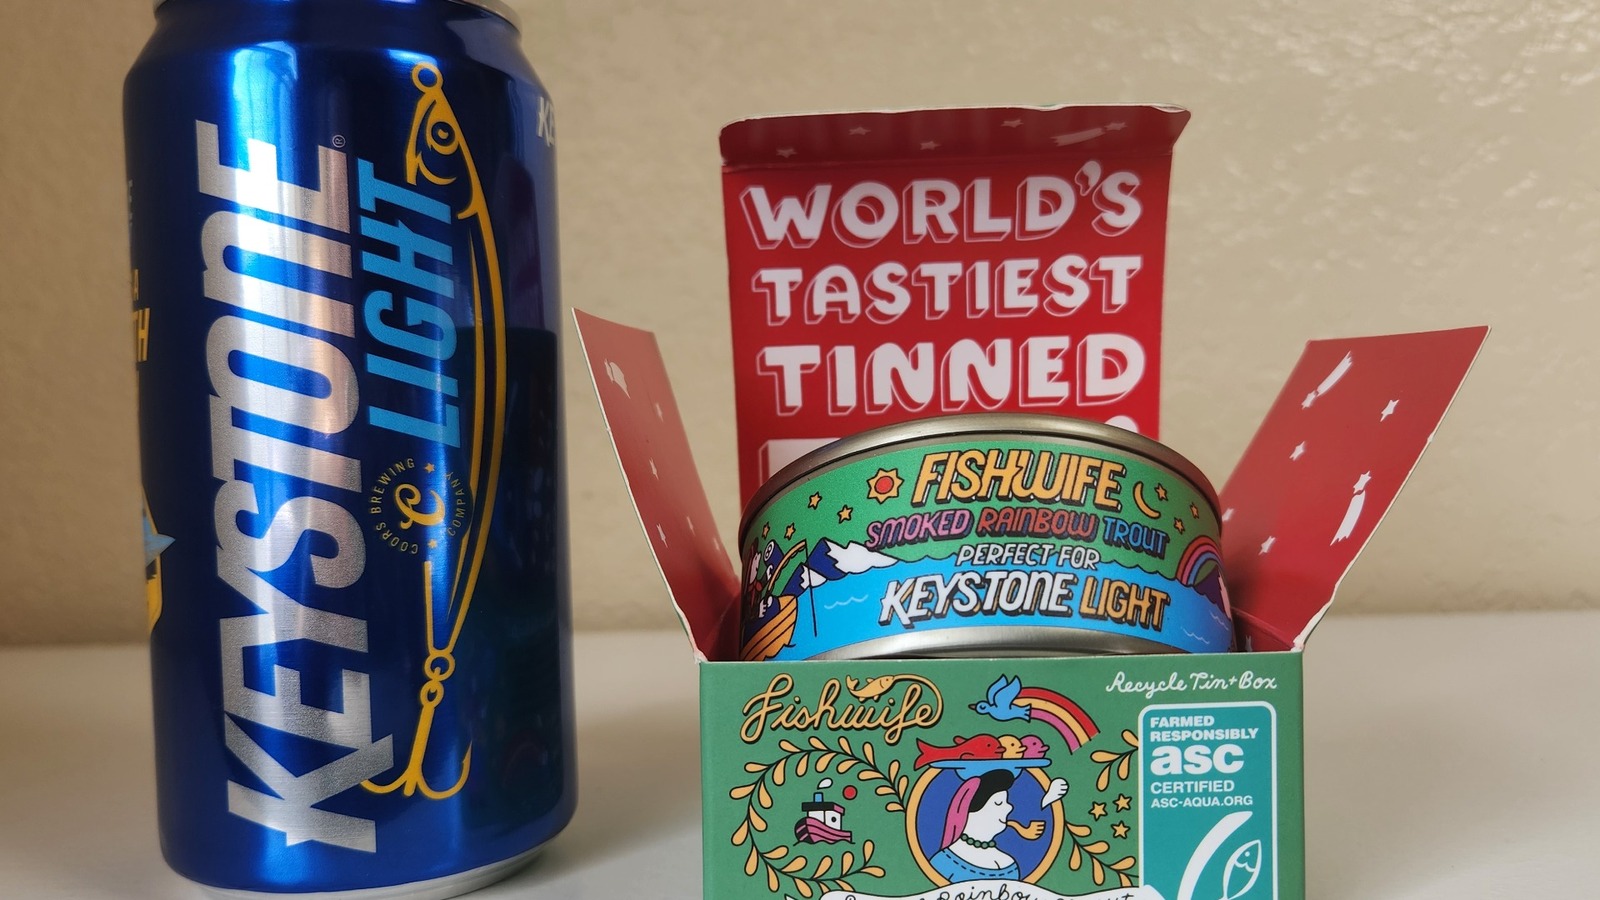 KEYSTONE
LIGHT
COORS BREWING COMPANY
WORLD'S
TASTIEST
TINNED
FISHWIFE
SMOKED RAINBOW TROUT
PERFECT FOR
KEYSTONE LIGHT
Fishwife
Recycle Tin+Box
FARMED
RESPONSIBLY
asc
CERTIFIED
ASC-AQUA.ORG